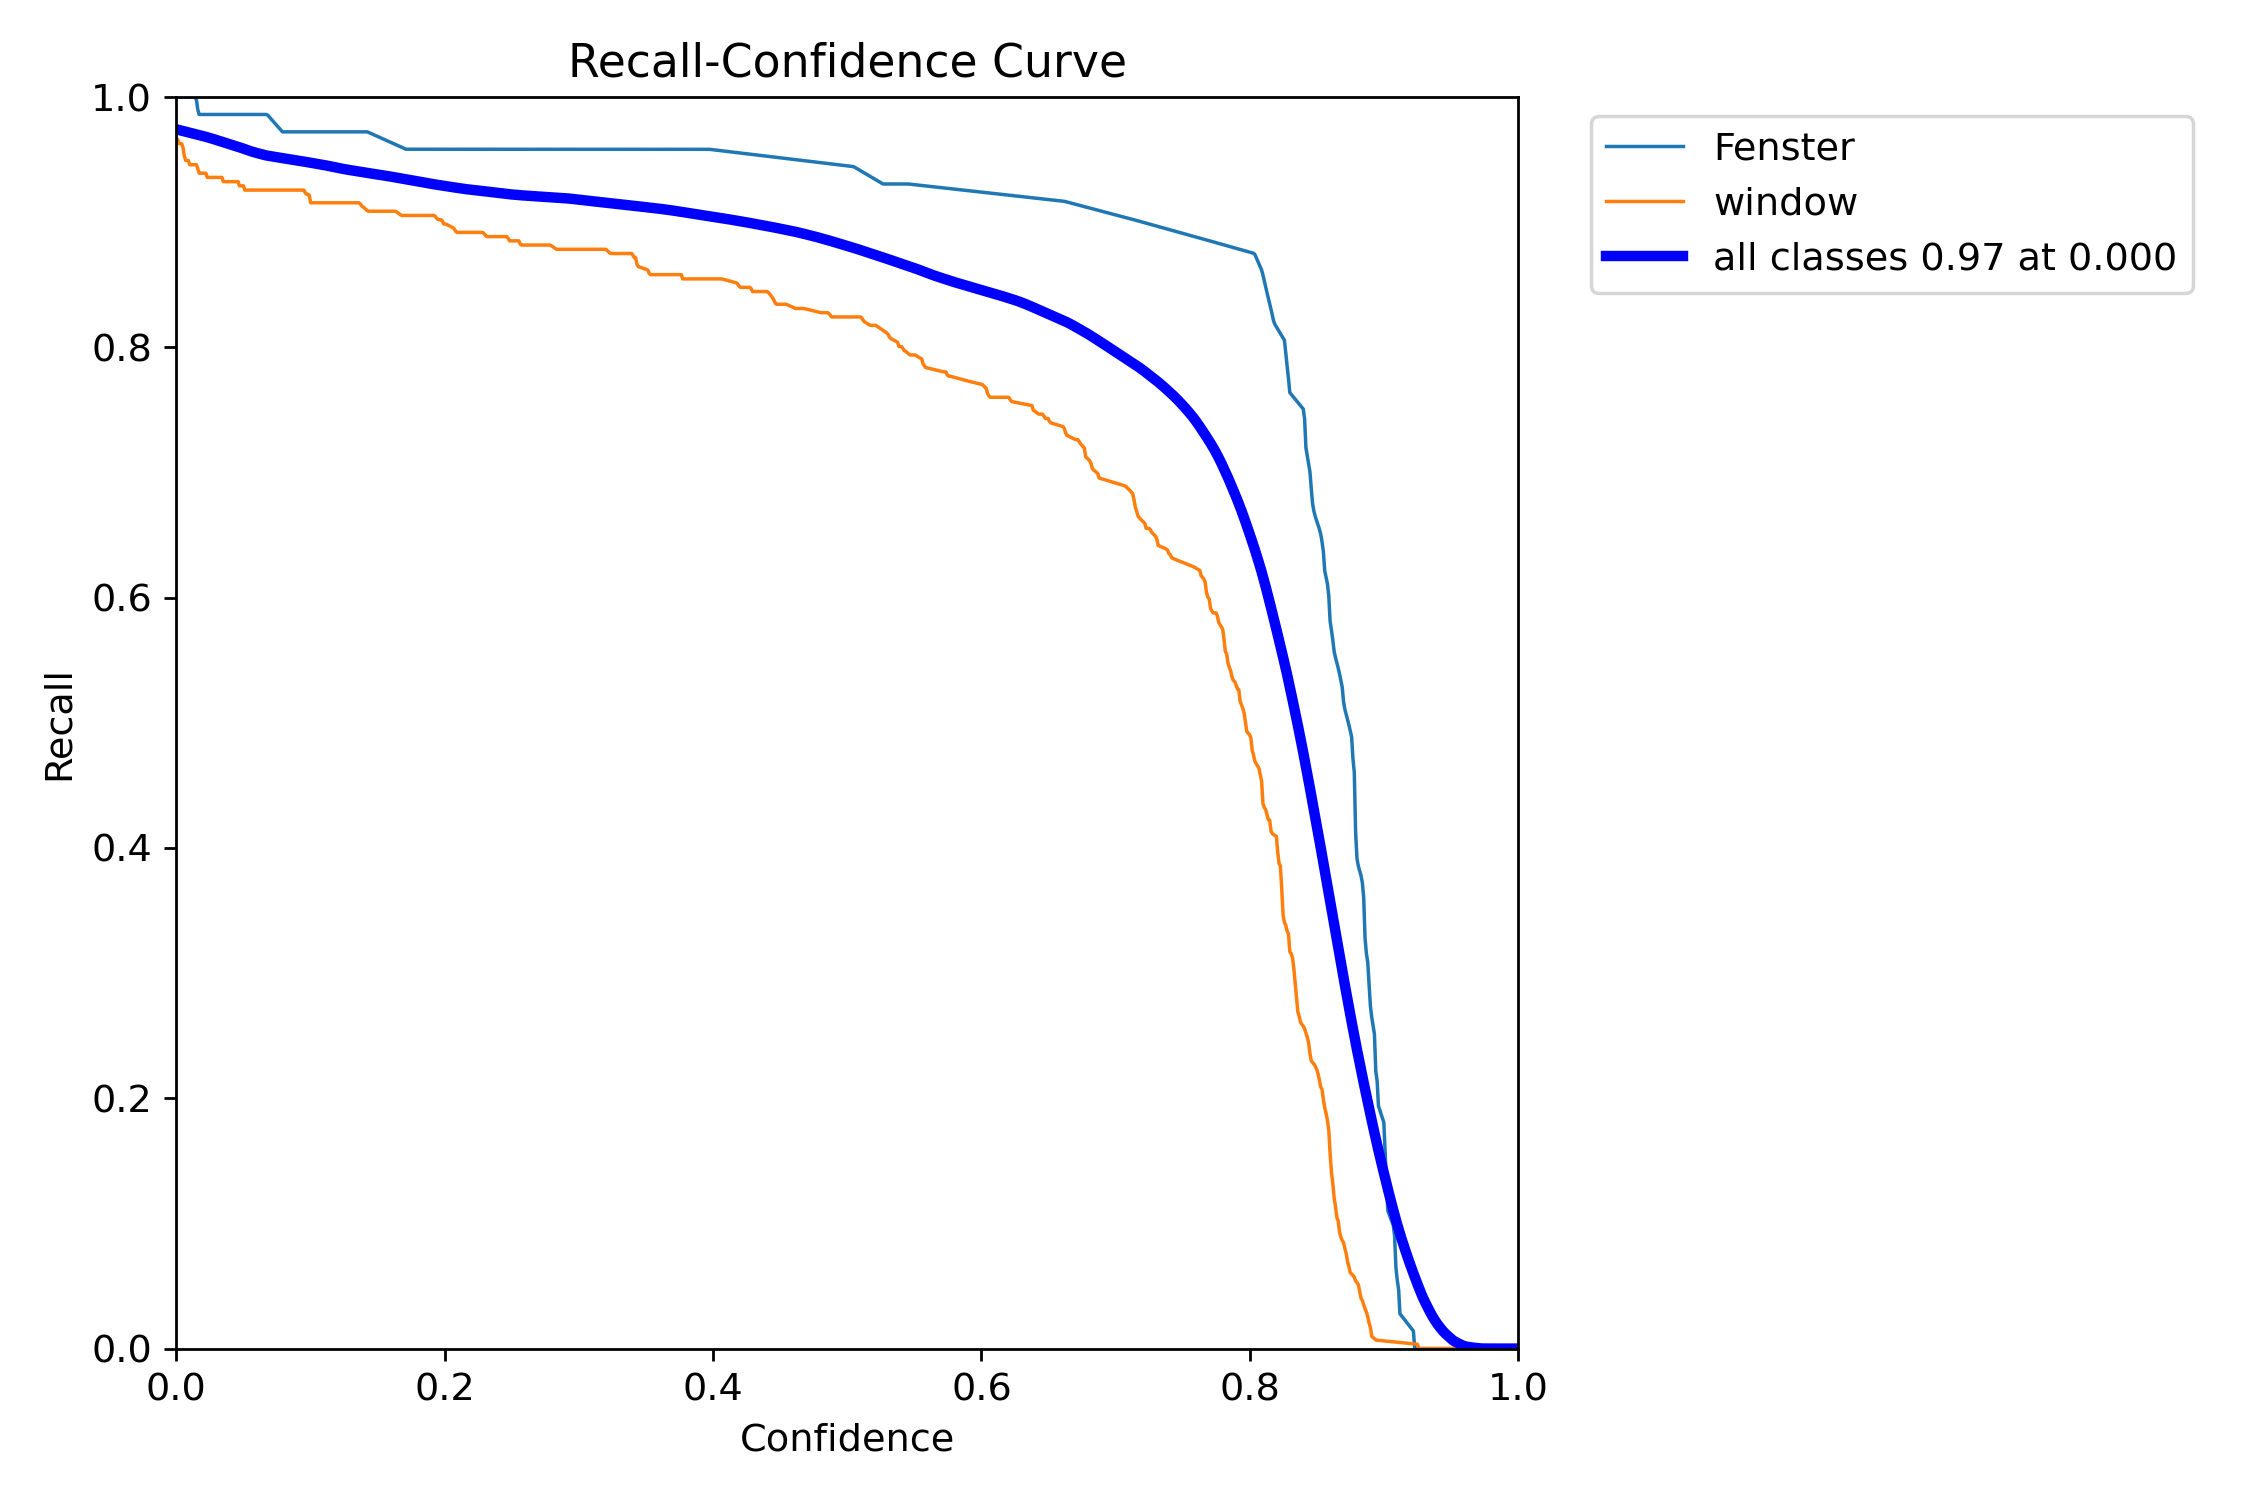 Recall-Confidence Curve
Fenster
window
all classes 0.97 at 0.000
Recall
1.0
0.8
0.6
0.4
0.2
0.0
0.0 0.2 0.4 0.6 0.8 1.0
Confidence